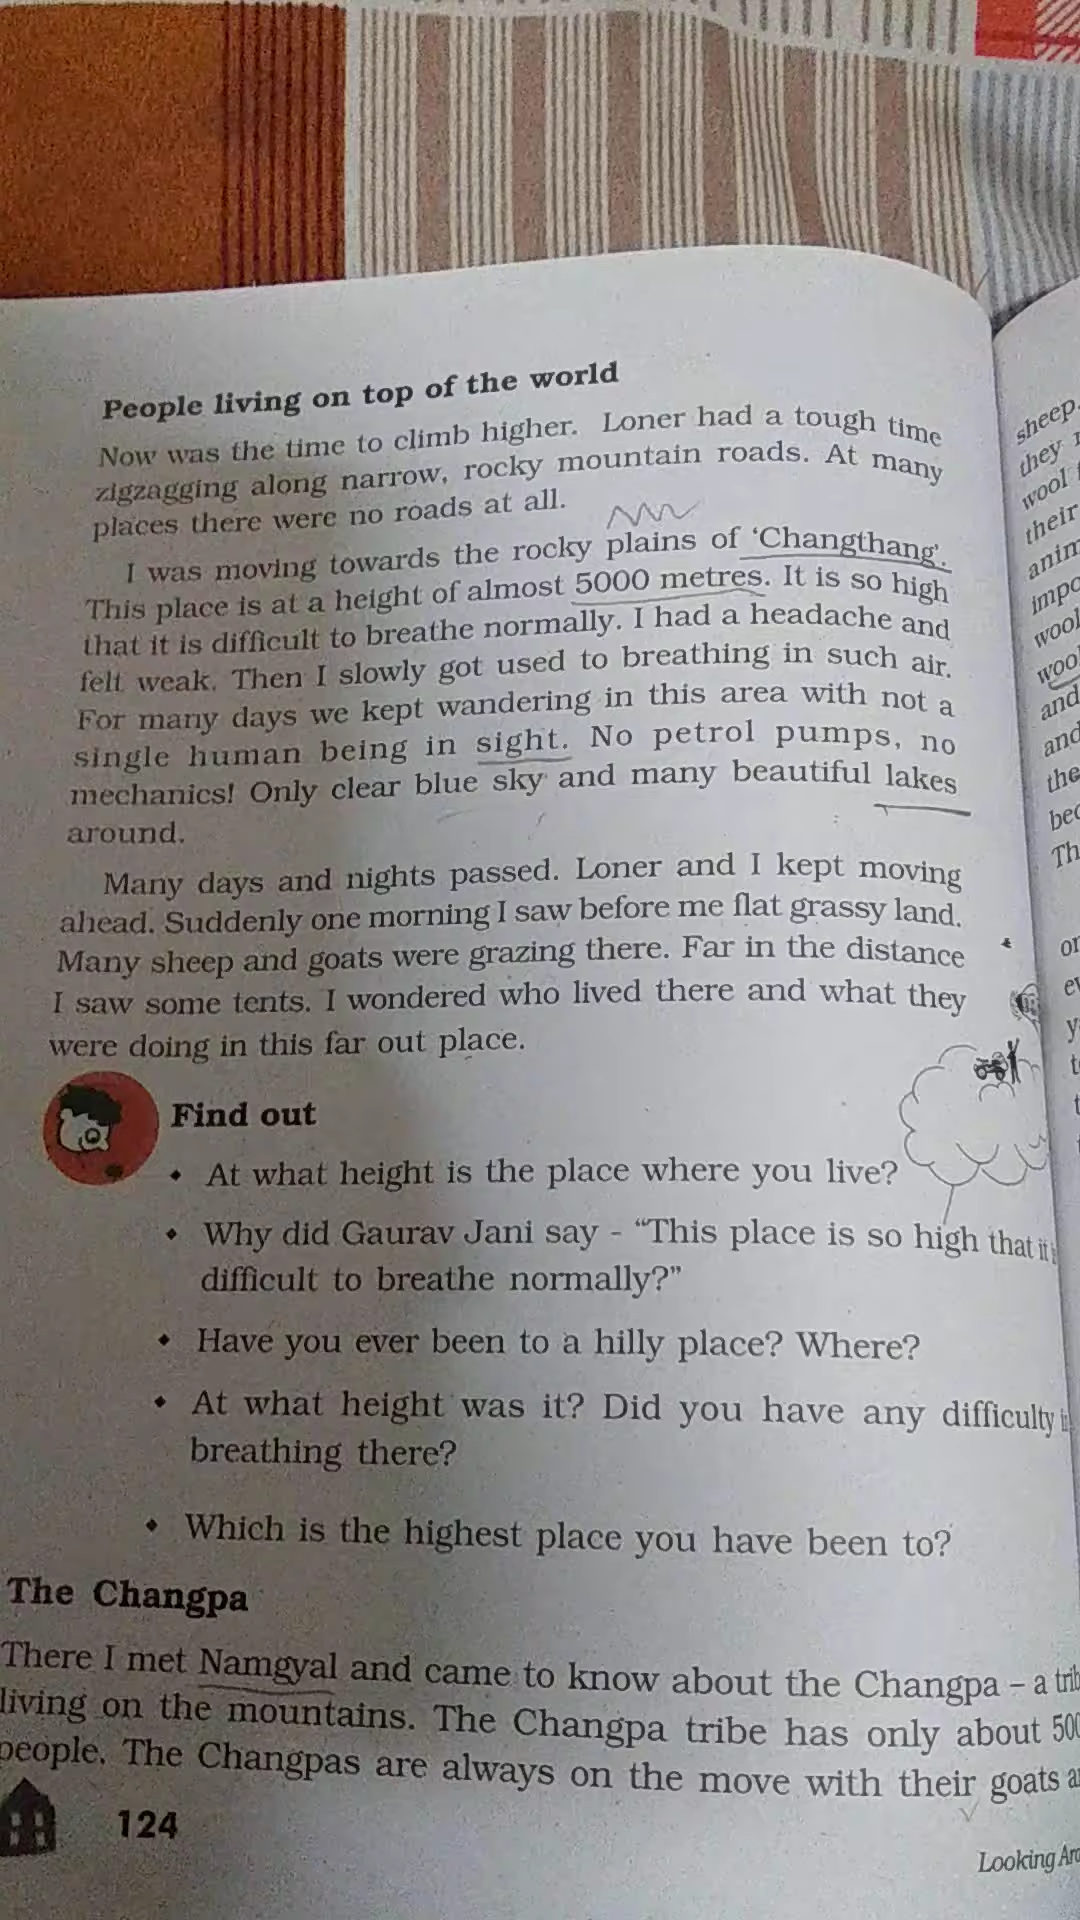 People living on top of the world
Now was the time to climb higher. Loner had a tough time
zigzagging along narrow, rocky mountain roads. At many
places there were no roads at all.
I was moving towards the rocky plains of ‘Changthang’.
This place is at a height of almost 5000 metres. It is so high
that it is difficult to breathe normally. I had a headache and
felt weak. Then I slowly got used to breathing in such air.
For many days we kept wandering in this area with not a
single human being in sight. No petrol pumps, no
mechanics! Only clear blue sky and many beautiful lakes
around.
Many days and nights passed. Loner and I kept moving
ahead. Suddenly one morning I saw before me flat grassy land.
Many sheep and goats were grazing there. Far in the distance
I saw some tents. I wondered who lived there and what they
were doing in this far out place.
Find out
• At what height is the place where you live?
• Why did Gaurav Jani say - “This place is so high that it
difficult to breathe normally?”
• Have you ever been to a hilly place? Where?
• At what height was it? Did you have any difficulty
breathing there?
• Which is the highest place you have been to?
The Changpa
There I met Namgyal and came to know about the Changpa – a
living on the mountains. The Changpa tribe has only about
people. The Changpas are always on the move with their goats
124
Looking
sheep.
they
wool
their
wool
and
and
the